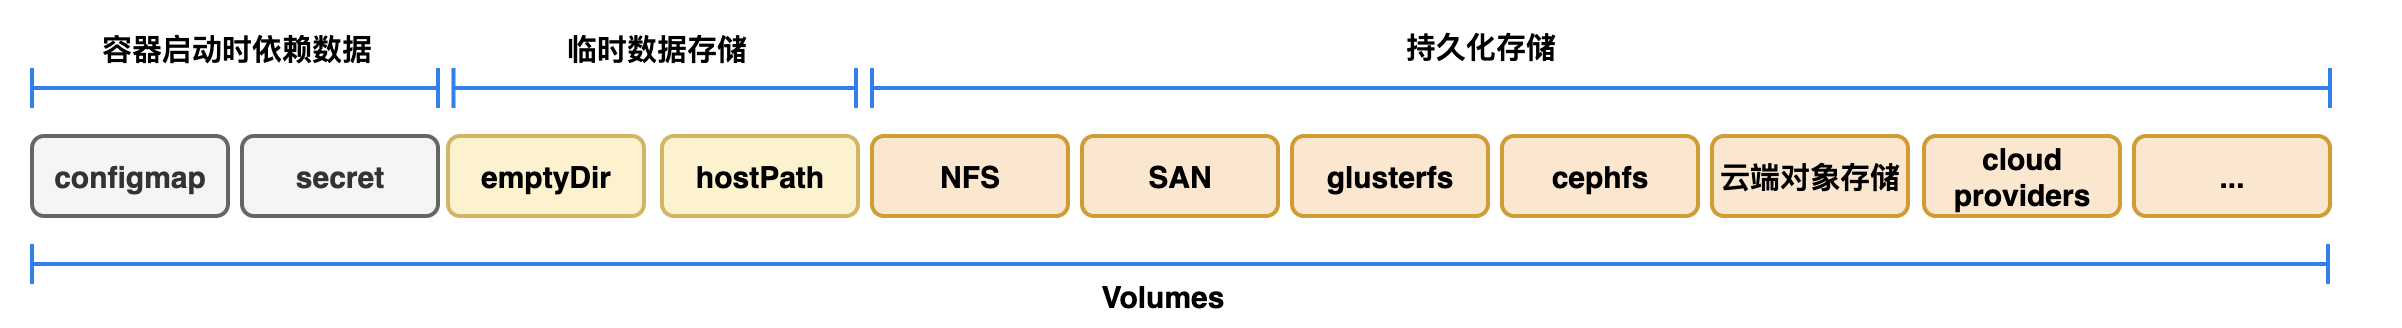 容器启动时依赖数据
临时数据存储
持久化存储
configmap
secret
emptyDir
hostPath
NFS
SAN
glusterfs
cephfs
云端对象存储
cloud
providers
...
Volumes